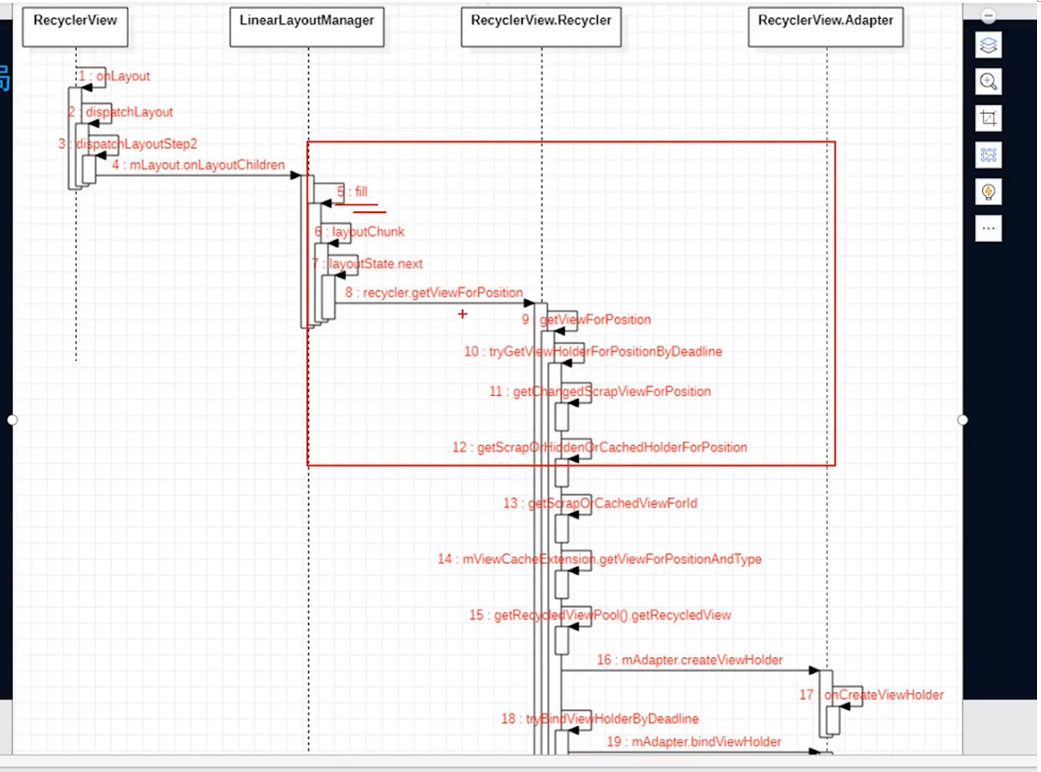 RecyclerView
LinearLayoutManager
RecyclerView.Recycler
RecyclerView.Adapter
局
1 : onLayout
2 : dispatchLayout
3 : dispatchLayoutStep2
4 : mLayout.onLayoutChildren
5 : fill
6 : layoutChunk
7 : layoutState.next
8 : recycler.getViewForPosition
9 : getViewForPosition
10 : tryGetViewHolderForPositionByDeadline
11 : getChangedScrapViewForPosition
12 : getScrapOrHiddenOrCachedHolderForPosition
13 : getScrapOrCachedViewForId
14 : mViewCacheExtension.getViewForPositionAndType
15 : getRecycledViewPool().getRecycledView
16 : mAdapter.createViewHolder
17 : onCreateViewHolder
18 : tryBindViewHolderByDeadline
19 : mAdapter.bindViewHolder